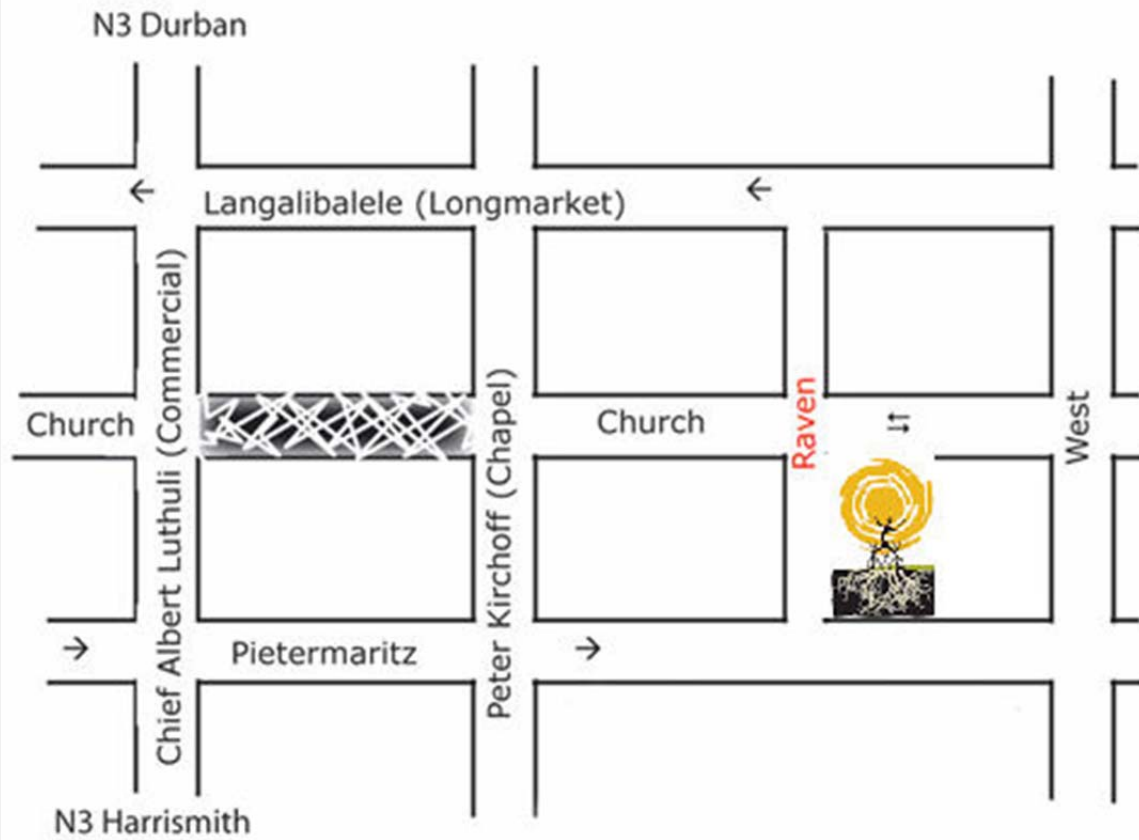 N3 Durban
Langalibalele (Longmarket)
Chief Albert Luthuli (Commercial)
Church
Peter Kirchoff (Chapel)
Church
Raven
West
Pietermaritz
N3 Harrismith